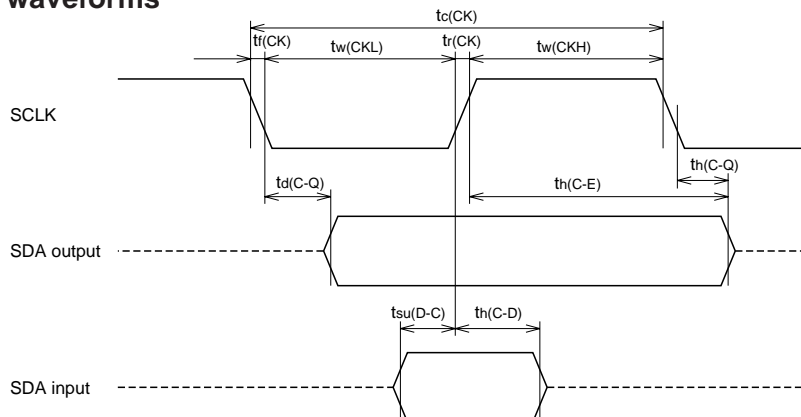 waveforms
tc(CK)
tf(CK) tw(CKL) tr(CK) tw(CKH)
SCLK
td(C-Q) th(C-E) th(C-Q)
SDA output
tsu(D-C) th(C-D)
SDA input